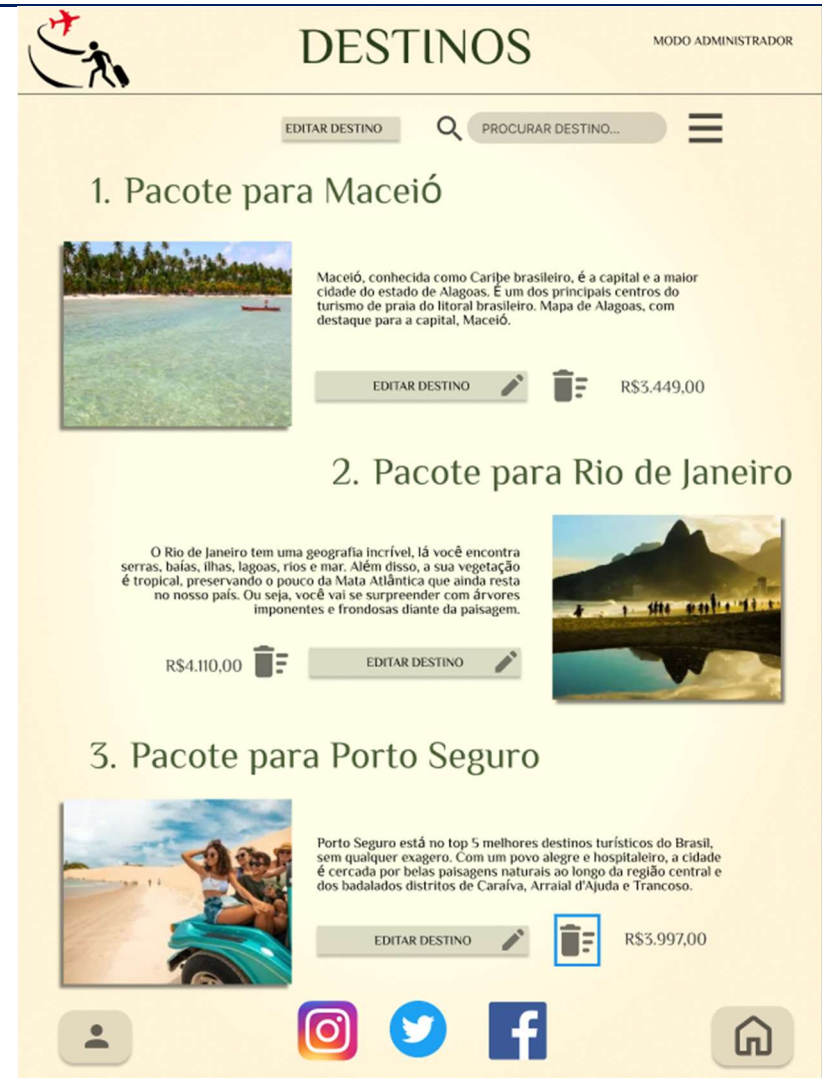 DESTINOS
MODO ADMINISTRADOR
EDITAR DESTINO
PROCURAR DESTINO...
1. Pacote para Maceió
Maceió, conhecida como Caribe brasileiro, é a capital e a maior
cidade do estado de Alagoas. É um dos principais centros do
turismo de praia do litoral brasileiro. Mapa de Alagoas, com
destaque para a capital, Maceió.
EDITAR DESTINO
R$3.449,00
2. Pacote para Rio de Janeiro
O Rio de Janeiro tem uma geografia incrível, lá você encontra
serras, baías, ilhas, lagoas, rios e mar. Além disso, a sua vegetação
é tropical, preservando o pouco da Mata Atlântica que ainda resta
no nosso país. Ou seja, você vai se surpreender com árvores
imponentes e frondosas diante da paisagem.
R$4.110,00
EDITAR DESTINO
3. Pacote para Porto Seguro
Porto Seguro está no top 5 melhores destinos turísticos do Brasil,
sem qualquer exagero. Com um povo alegre e hospitaleiro, a cidade
é cercada por belas paisagens naturais ao longo da região central e
dos badalados distritos de Caraíva, Arraial d'Ajuda e Trancoso.
EDITAR DESTINO
R$3.997,00